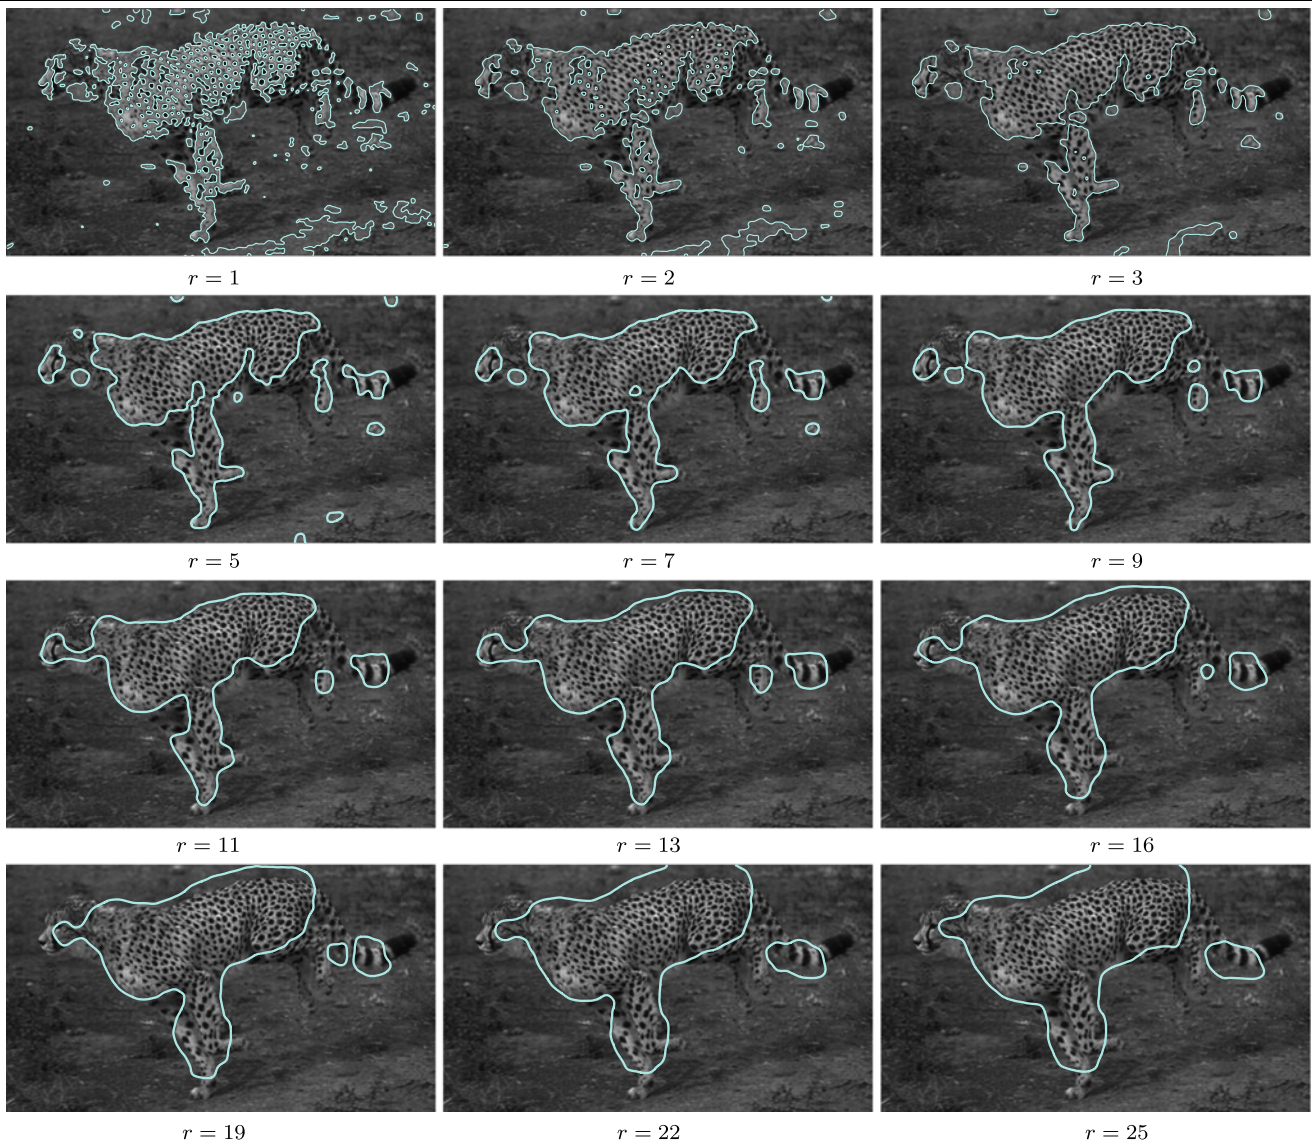 r = 1 r = 2 r = 3
r = 5 r = 7 r = 9
r = 11 r = 13 r = 16
r = 19 r = 22 r = 25